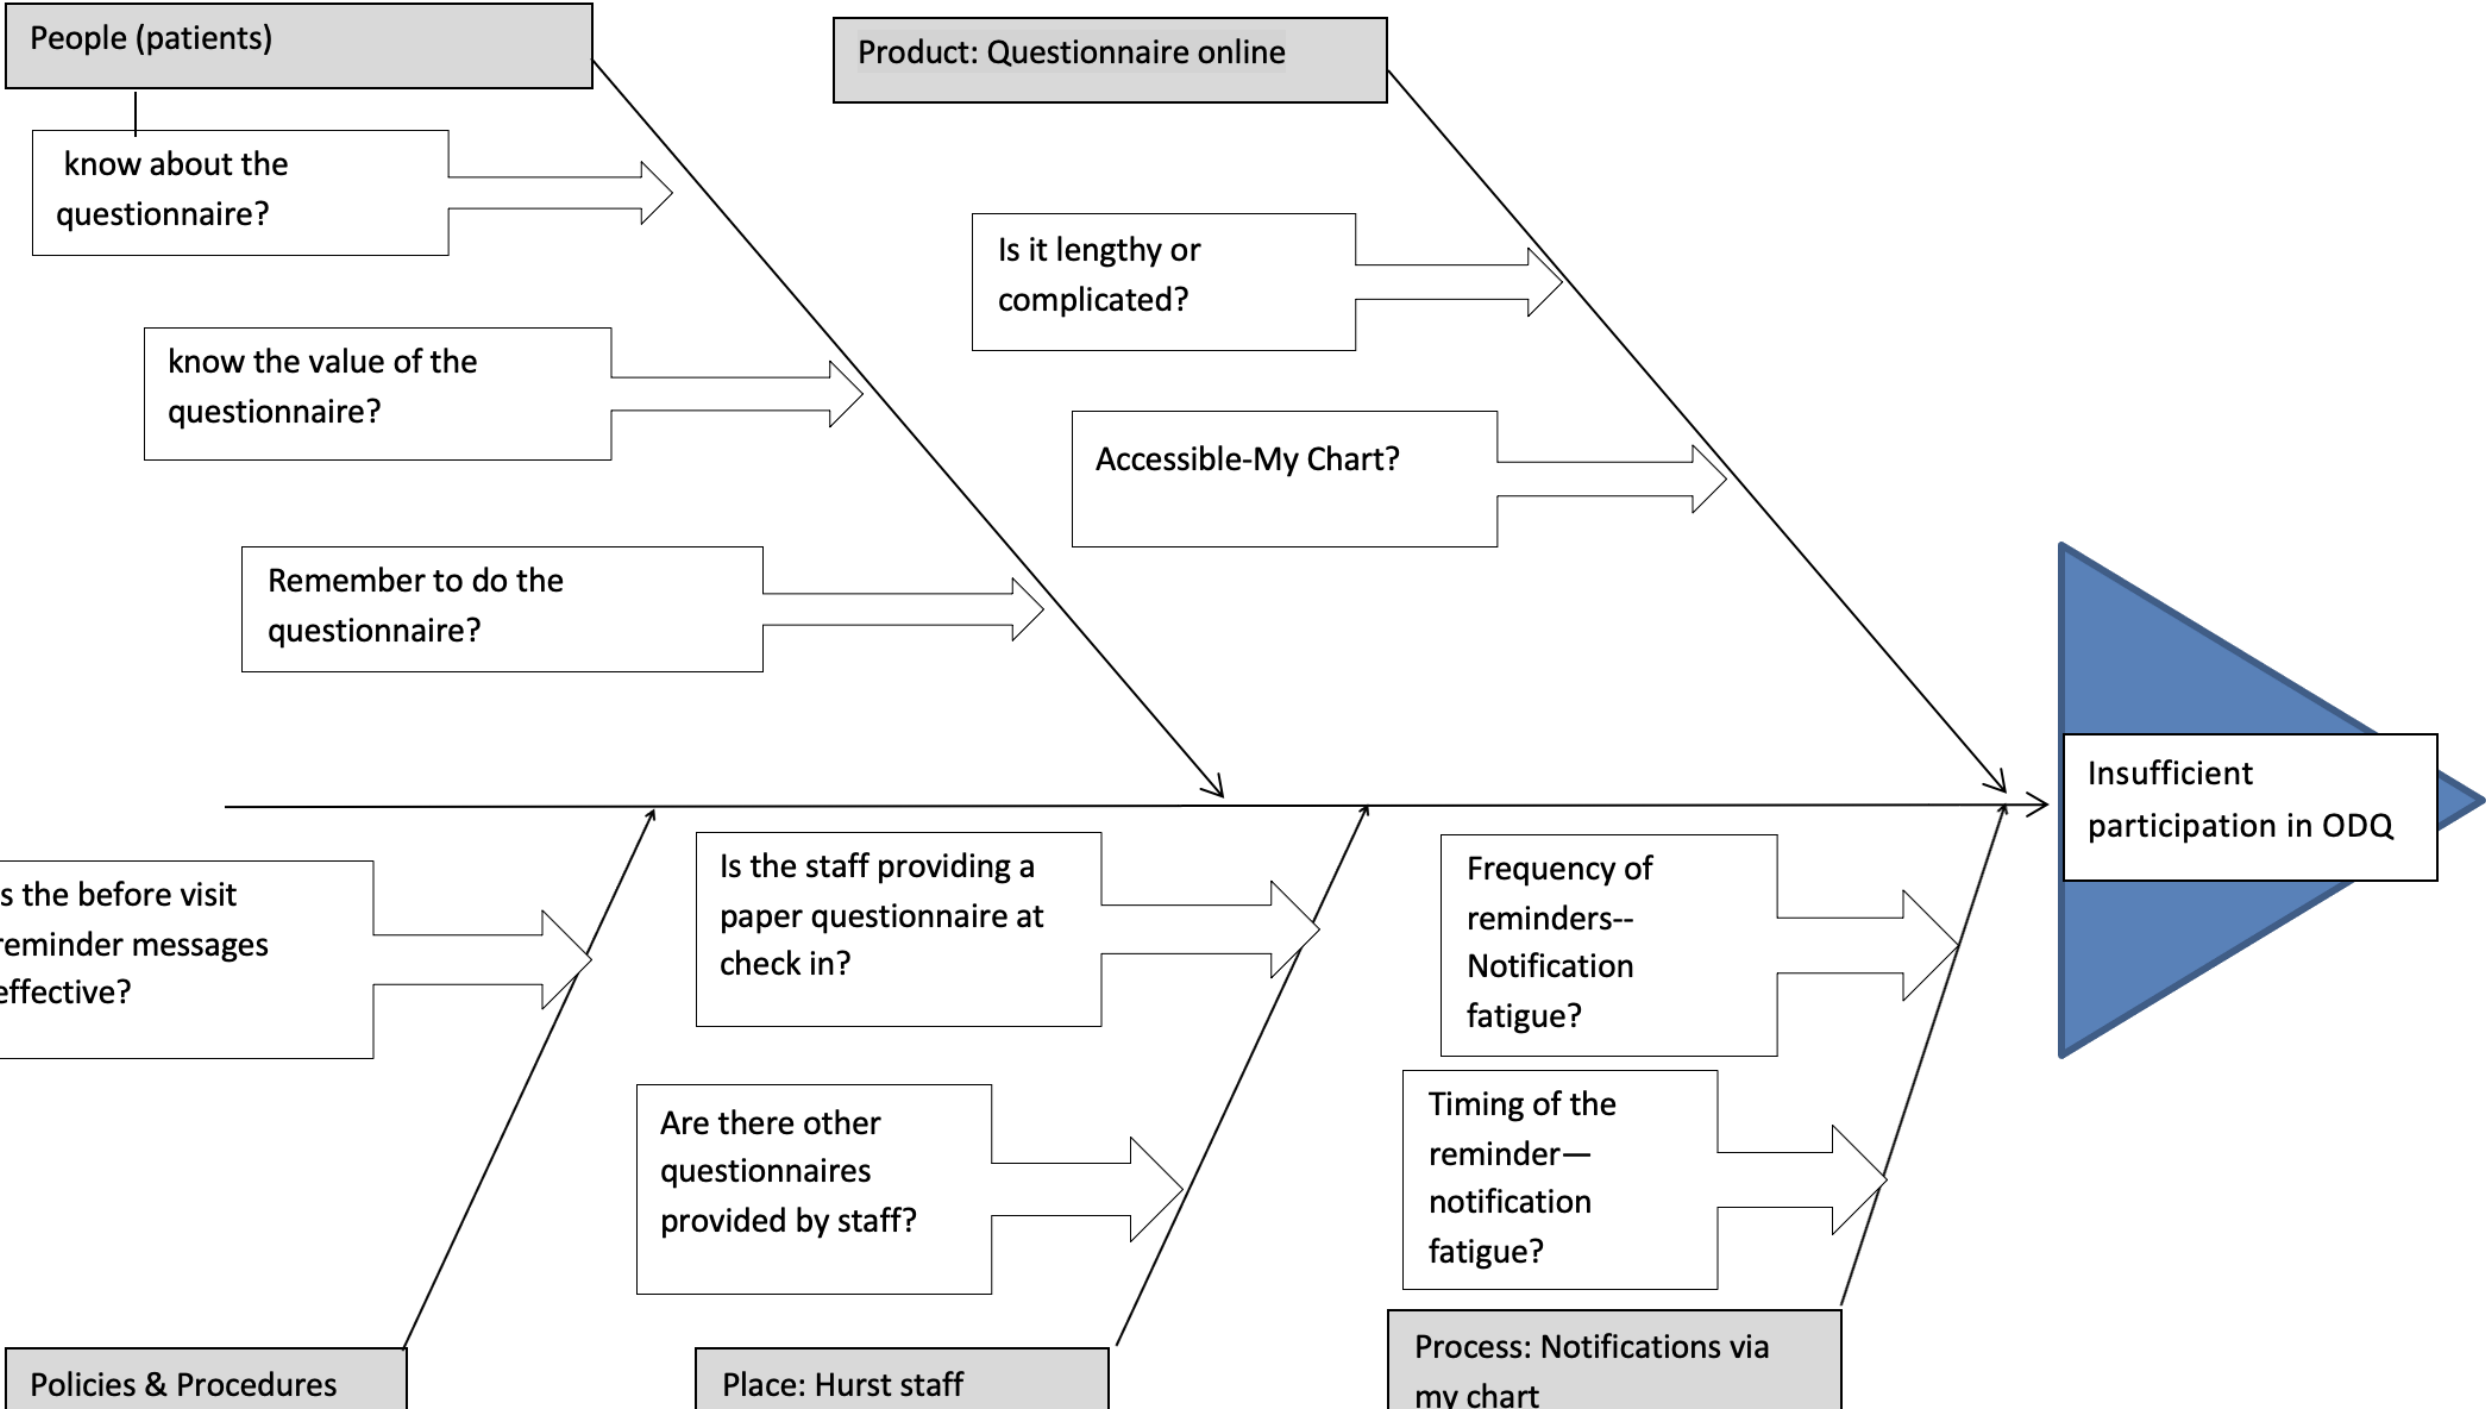 People (patients)
Product: Questionnaire online
know about the
questionnaire?
Is it lengthy or
complicated?
know the value of the
questionnaire?
Accessible-My Chart?
Remember to do the
questionnaire?
Insufficient
participation in ODQ
s the before visit
reminder messages
effective?
Is the staff providing a
paper questionnaire at
check in?
Frequency of
reminders--
Notification
fatigue?
Are there other
questionnaires
provided by staff?
Timing of the
reminder—
notification
fatigue?
Policies & Procedures
Place: Hurst staff
Process: Notifications via
my chart